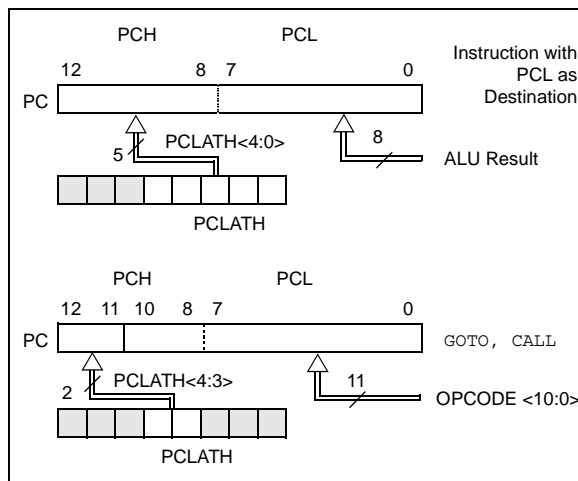 PCH PCL
12 8 7 0
Instruction with
PCL as
Destination
PC
5 PCLATH<4:0> 8
ALU Result
PCLATH
PCH PCL
12 11 10 8 7 0
PC GOTO, CALL
2 PCLATH<4:3> 11
OPCODE <10:0>
PCLATH